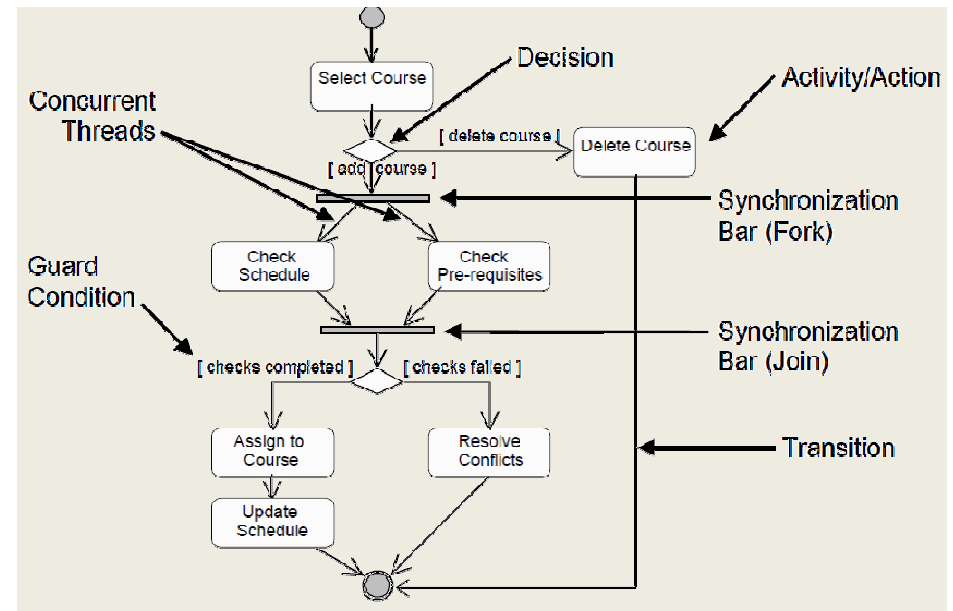 Decision
Select Course
Activity/Action
Concurrent
Threads
[ delete course ]
Delete Course
[ add course ]
Synchronization
Bar (Fork)
Check
Schedule
Check
Pre-requisites
Guard
Condition
Synchronization
Bar (Join)
[ checks completed ]
[ checks failed ]
Assign to
Course
Resolve
Conflicts
Transition
Update
Schedule